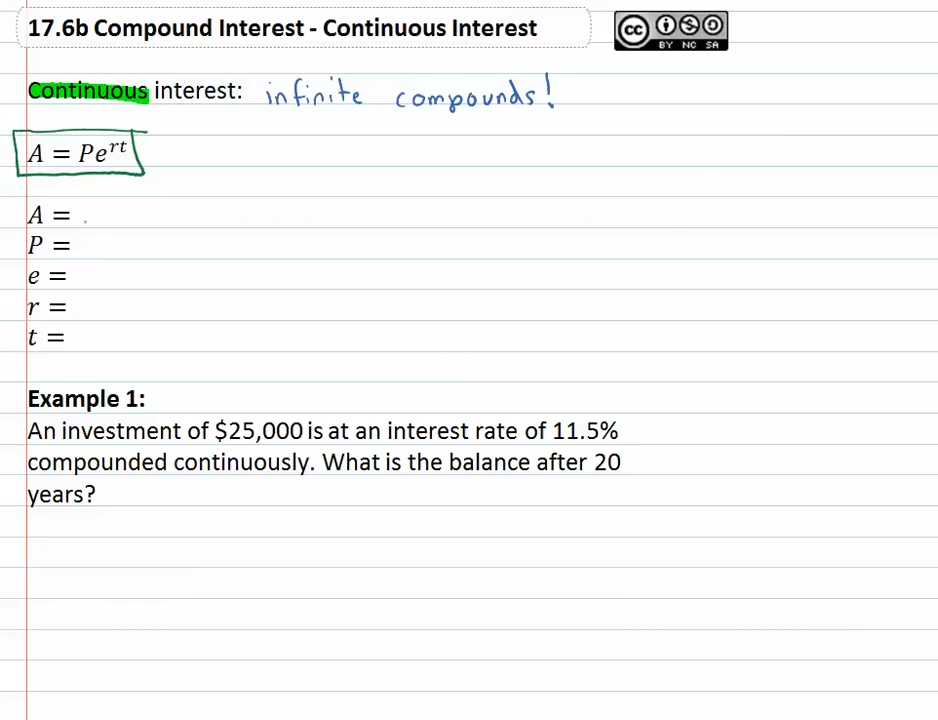 17.6b Compound Interest - Continuous Interest
cc BY NC SA
Continuous interest: infinite compounds!
A = Pe^{rt}
A =
P =
e =
r =
t =
Example 1:
An investment of $25,000 is at an interest rate of 11.5%
compounded continuously. What is the balance after 20
years?